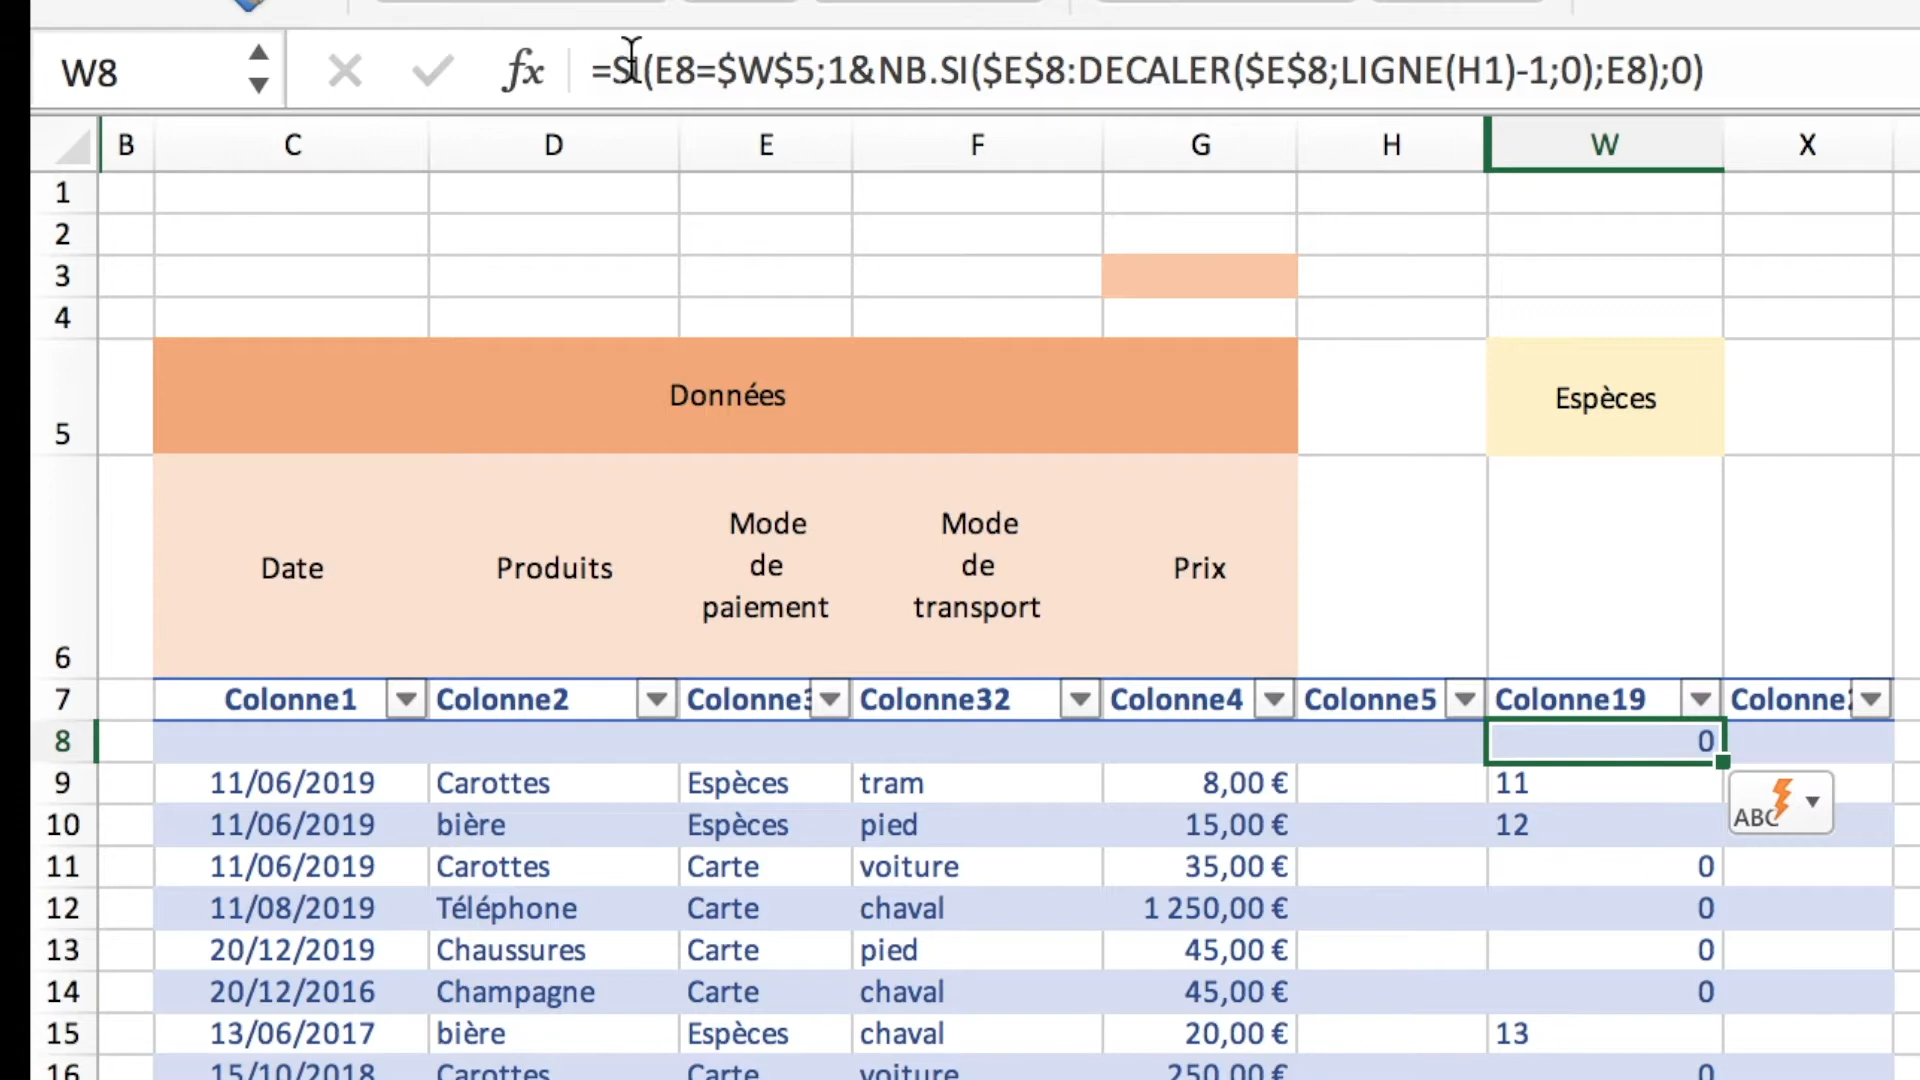 W8 fx =SI(E8=$W$5;1&NB.SI($E$8:DECALER($E$8;LIGNE(H1)-1;0);E8);0)
B C D E F G H W X
1
2
3
4
Données Espèces
5
Mode Mode
Date Produits de de Prix
paiement transport
6
7 Colonne1 Colonne2 Colonne3 Colonne32 Colonne4 Colonne5 Colonne19
8 0
9 11/06/2019 Carottes Espèces tram 8,00 € 11
ABC
10 11/06/2019 bière Espèces pied 15,00 € 12
11 11/06/2019 Carottes Carte voiture 35,00 € 0
12 11/08/2019 Téléphone Carte chaval 1 250,00 € 0
13 20/12/2019 Chaussures Carte pied 45,00 € 0
14 20/12/2016 Champagne Carte chaval 45,00 € 0
15 13/06/2017 bière Espèces chaval 20,00 € 13
16 15/10/2018 Carottes Carte voiture 250,00 € 0